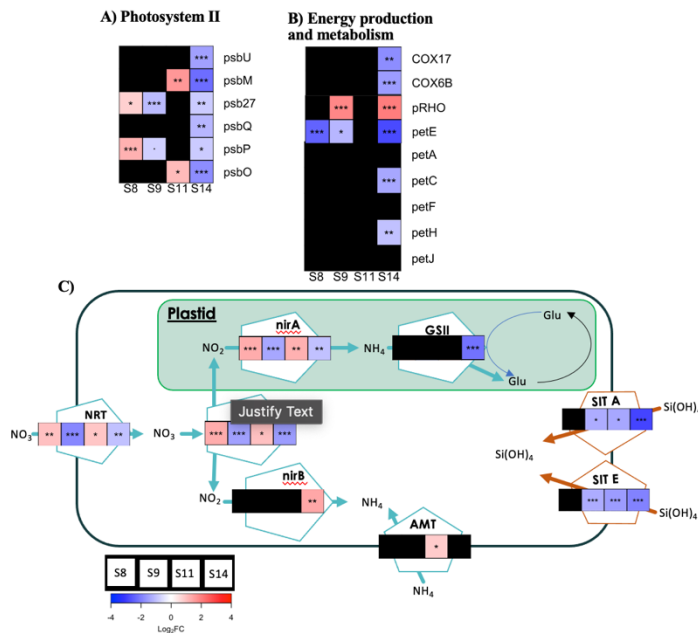 A) Photosystem II
psbU
***
psbM
** ***
psb27
* *** **
psbQ
**
psbP
*** . *
psbO
* ***
S8 S9 S11 S14
B) Energy production
and metabolism
COX17
**
COX6B
***
pRHO
*** ***
petE
*** * ***
petA
petC
***
petF
petH
**
petJ
S8 S9 S11 S14
C)
Plastid
nirA
NO2
*** *** ** **
NH4
GSII
***
Glu
Glu
NRT
NO3
** *** * **
NO3
Justify Text
*** *** * ***
nirB
NO2
**
NH4
AMT
*
NH4
SIT A
* * ***
Si(OH)
Si(OH)4
SIT E
*** *** ***
Si(OH)4
Si(OH)4
S8 S9 S11 S14
-4 -2 0 2 4
Log2FC